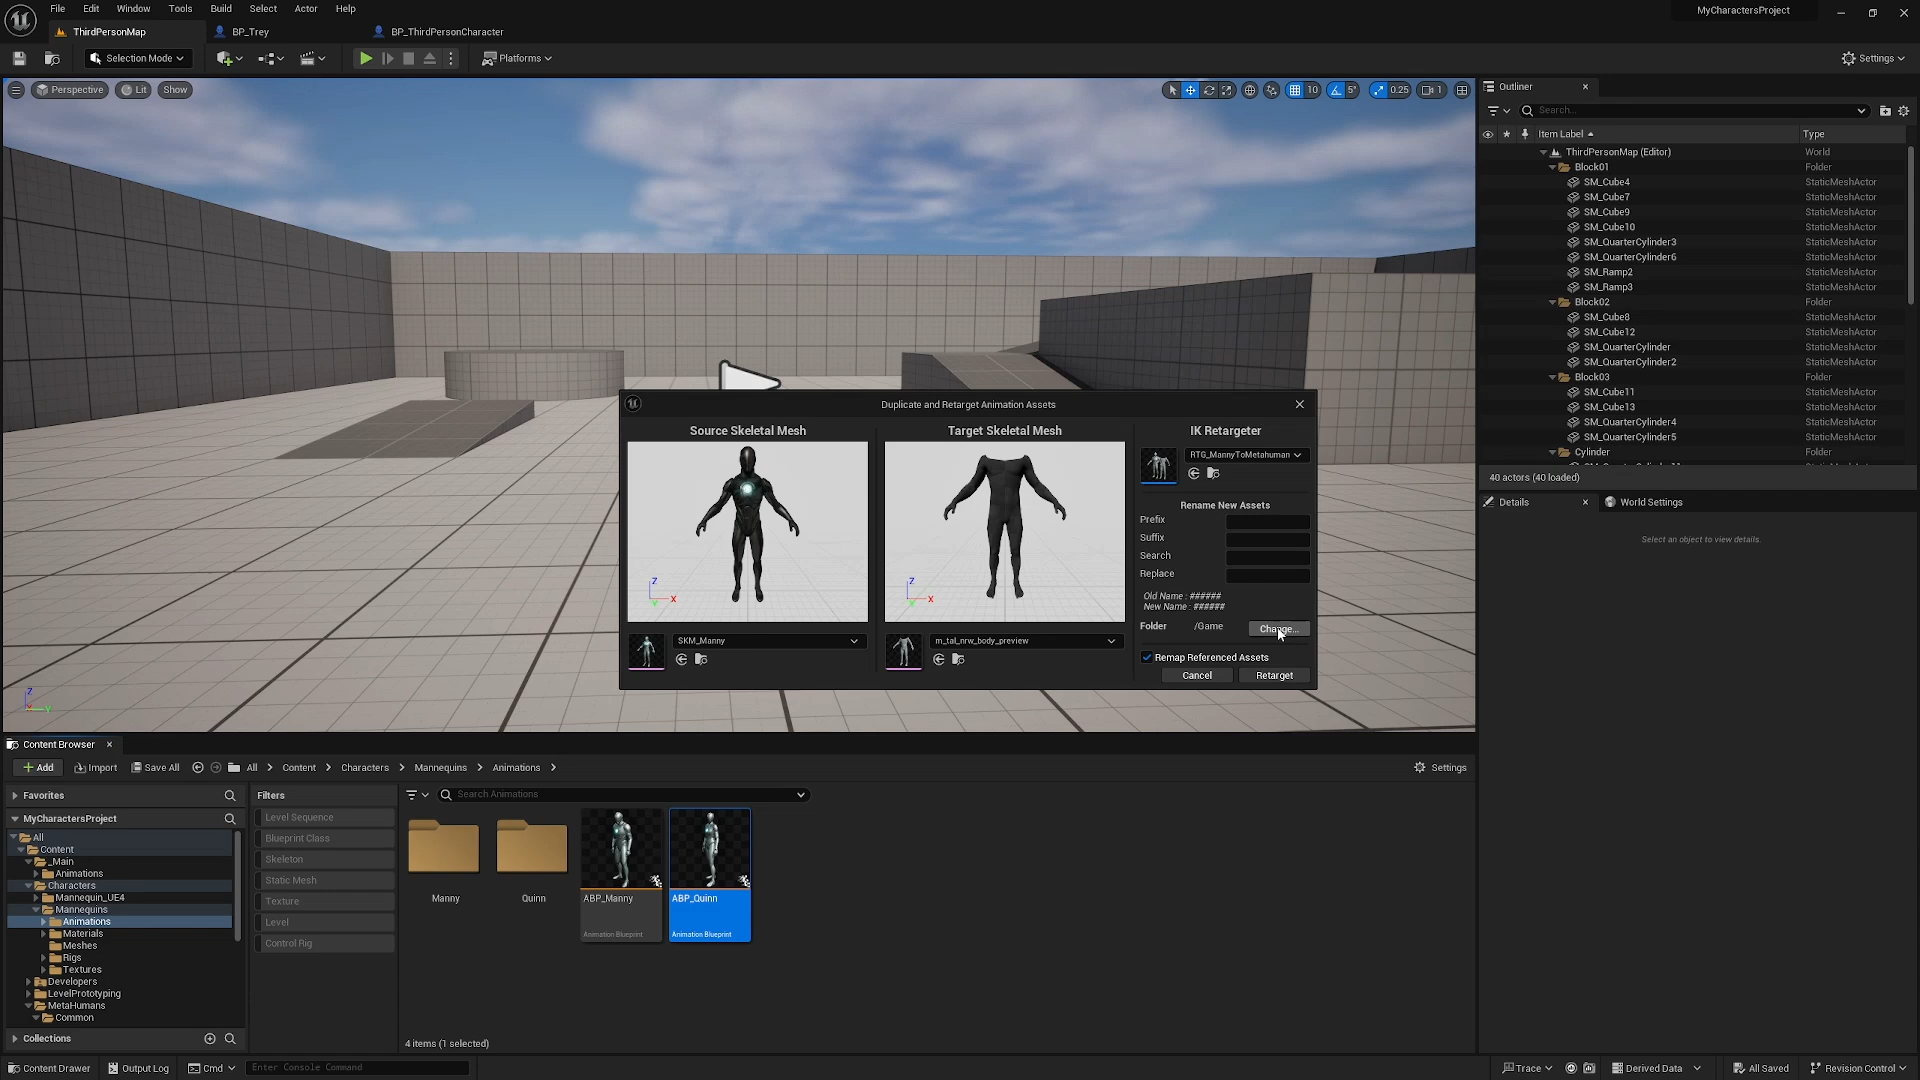 File Edit Window Tools Build Select Actor Help
MyCharactersProject
ThirdPersonMap BP_Trey BP_ThirdPersonCharacter
Selection Mode Platforms Settings
Perspective Lit Show 10 5° 0.25 1
Outliner
Search...
Item Label Type
ThirdPersonMap (Editor) World
Block01 Folder
SM_Cube4 StaticMeshActor
SM_Cube7 StaticMeshActor
SM_Cube9 StaticMeshActor
SM_Cube10 StaticMeshActor
SM_QuarterCylinder3 StaticMeshActor
SM_QuarterCylinder6 StaticMeshActor
SM_Ramp2 StaticMeshActor
SM_Ramp3 StaticMeshActor
Block02 Folder
SM_Cube8 StaticMeshActor
SM_Cube12 StaticMeshActor
SM_QuarterCylinder StaticMeshActor
SM_QuarterCylinder2 StaticMeshActor
Block03 Folder
SM_Cube11 StaticMeshActor
SM_Cube13 StaticMeshActor
SM_QuarterCylinder4 StaticMeshActor
SM_QuarterCylinder5 StaticMeshActor
Cylinder Folder
40 actors (40 loaded)
Details World Settings
Select an object to view details.
Duplicate and Retarget Animation Assets
Source Skeletal Mesh Target Skeletal Mesh IK Retargeter
RTG_MannyToMetahuman
Rename New Assets
Prefix
Suffix
Search
Replace
Old Name : ######
New Name : ######
Folder /Game Change...
Z X Y
Z X Y
SKM_Manny m_tal_nrw_body_preview
Remap Referenced Assets
Cancel Retarget
Z X Y
Content Browser
Add Import Save All All Content Characters Mannequins Animations Settings
Favorites
MyCharactersProject
All
Content
_Main
Animations
Characters
Mannequin_UE4
Mannequins
Animations
Materials
Meshes
Rigs
Textures
Developers
LevelPrototyping
MetaHumans
Common
Collections
Filters
Level Sequence
Blueprint Class
Skeleton
Static Mesh
Texture
Level
Control Rig
Search Animations
Manny Quinn ABP_Manny ABP_Quinn
Animation Blueprint Animation Blueprint
4 items (1 selected)
Content Drawer Output Log Cmd Enter Console Command Trace Derived Data All Saved Revision Control